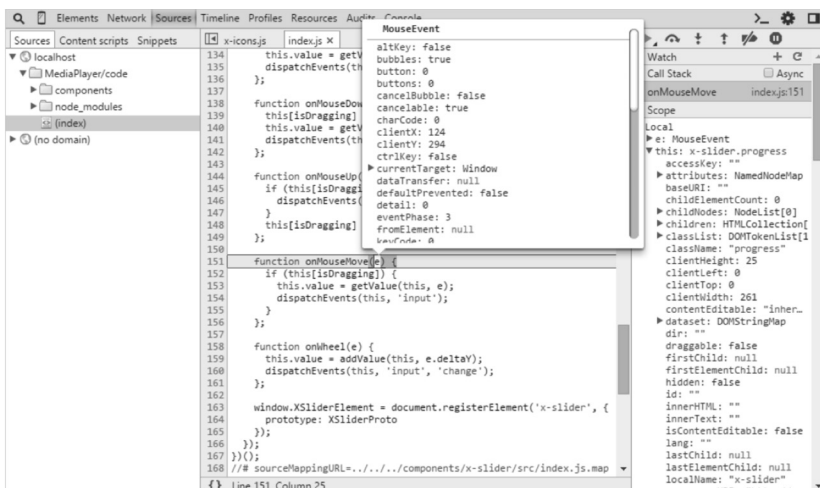 Elements Network Sources Timeline Profiles Resources Audits Console
Sources Content scripts Snippets
localhost
MediaPlayer/code
components
node_modules
(index)
(no domain)
x-icons.js index.js ×
134 this.value = getV
135 dispatchEvents(th
136 };
137
138 function onMouseDow
139 this[isDragging]
140 this.value = getV
141 dispatchEvents(th
142 };
143
144 function onMouseUp(
145 if (this[isDraggi
146 dispatchEvents(
147 }
148 this[isDragging]
149 };
150
151 function onMouseMove(e) {
152 if (this[isDragging]) {
153 this.value = getValue(this, e);
154 dispatchEvents(this, 'input');
155 }
156 };
157
158 function onWheel(e) {
159 this.value = addValue(this, e.deltaY);
160 dispatchEvents(this, 'input', 'change');
161 };
162
163 window.XSliderElement = document.registerElement('x-slider', {
164 prototype: XSliderProto
165 });
166 });
167 })();
168 //# sourceMappingURL=../../../components/x-slider/src/index.js.map
{} Line 151, Column 25
MouseEvent
altKey: false
bubbles: true
button: 0
buttons: 0
cancelBubble: false
cancelable: true
charCode: 0
clientX: 124
clientY: 294
ctrlKey: false
currentTarget: Window
dataTransfer: null
defaultPrevented: false
detail: 0
eventPhase: 3
fromElement: null
keyCode: 0
Watch
Call Stack Async
onMouseMove index.js:151
Scope
Local
e: MouseEvent
this: x-slider.progress
accessKey: ""
attributes: NamedNodeMap
baseURI: ""
childElementCount: 0
childNodes: NodeList[0]
children: HTMLCollection[
classList: DOMTokenList[1
className: "progress"
clientHeight: 25
clientLeft: 0
clientTop: 0
clientWidth: 261
contentEditable: "inher…
dataset: DOMStringMap
dir: ""
draggable: false
firstChild: null
firstElementChild: null
hidden: false
id: ""
innerHTML: ""
innerText: ""
isContentEditable: false
lang: ""
lastChild: null
lastElementChild: null
localName: "x-slider"